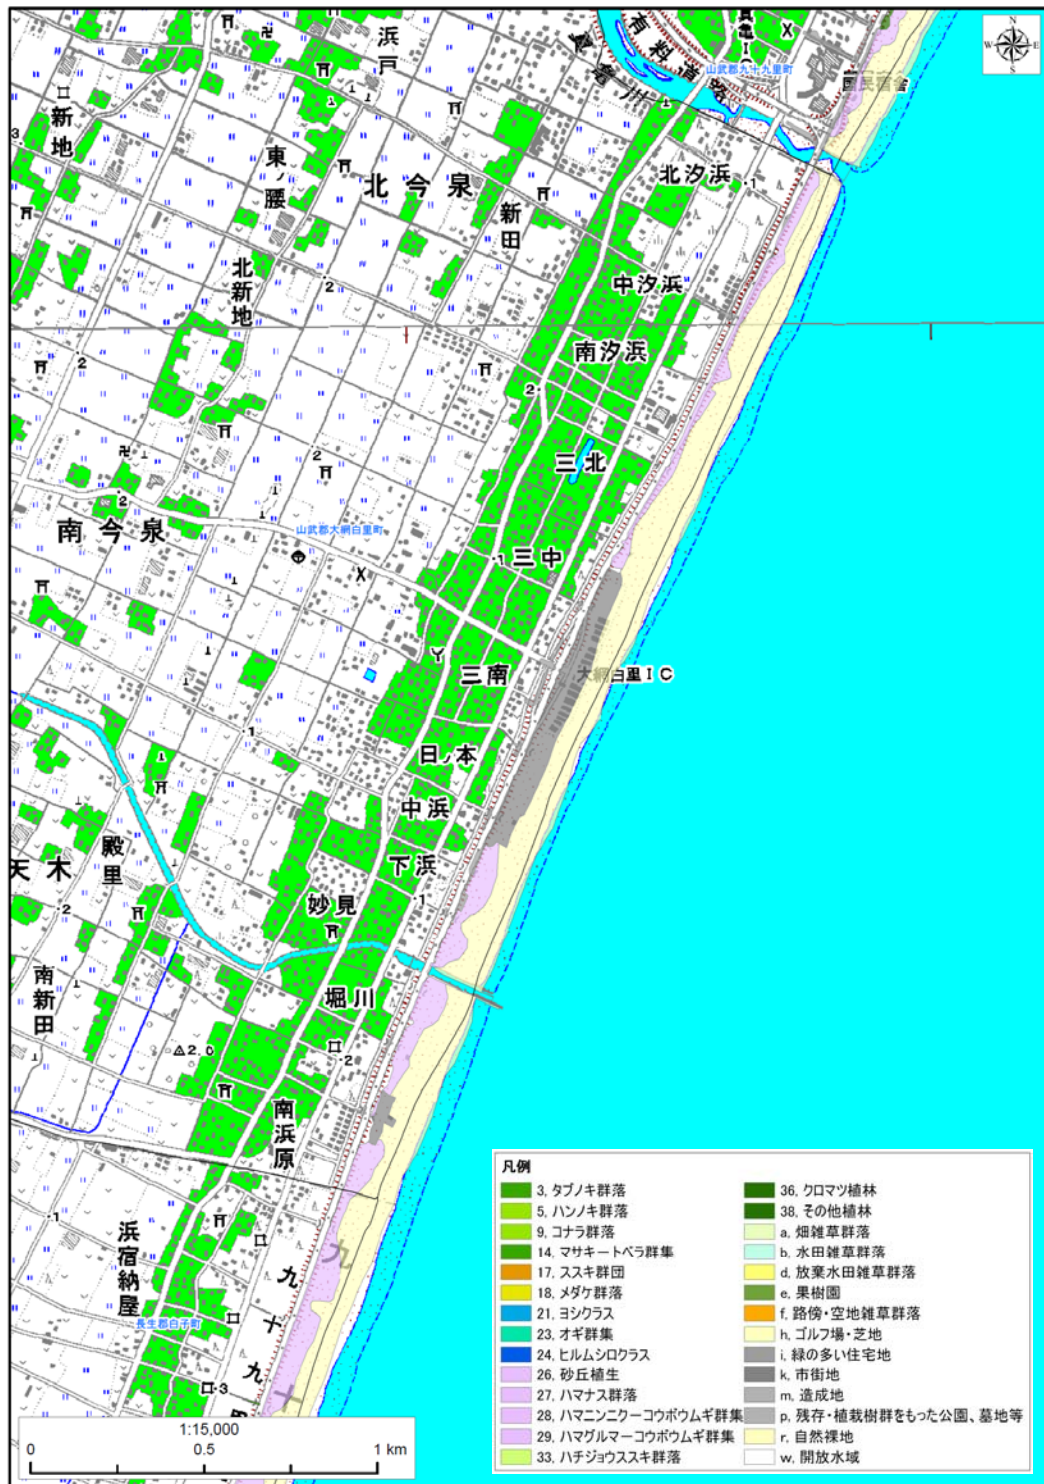 浜戸
有料道路
真亀IC
山武郡九十九里町
国民宿舎
新地
東ノ腰
北今泉
新田
北汐浜
北新地
中汐浜
南汐浜
三北
南今泉
山武郡大網白里町
三中
三南
大網白里IC
日ノ本
中浜
下浜
殿里
天木
妙見
南新田
堀川
2.0
南浜原
浜宿納屋
長生郡白子町
九十九
九十
凡例
3, タブノキ群落
5, ハンノキ群落
9, コナラ群落
14, マサキートベラ群集
17, ススキ群団
18, メダケ群落
21, ヨシクラス
23, オギ群集
24, ヒルムシロクラス
26, 砂丘植生
27, ハマナス群落
28, ハマニンニクーコウボウムギ群集
29, ハマグルマーコウボウムギ群集
33, ハチジョウススキ群落
36, クロマツ植林
38, その他植林
a, 畑雑草群落
b, 水田雑草群落
d, 放棄水田雑草群落
e, 果樹園
f, 路傍・空地雑草群落
h, ゴルフ場・芝地
i, 緑の多い住宅地
k, 市街地
m, 造成地
p, 残存・植栽樹群をもった公園、墓地等
r, 自然裸地
w, 開放水域
1:15,000
0 0.5 1 km